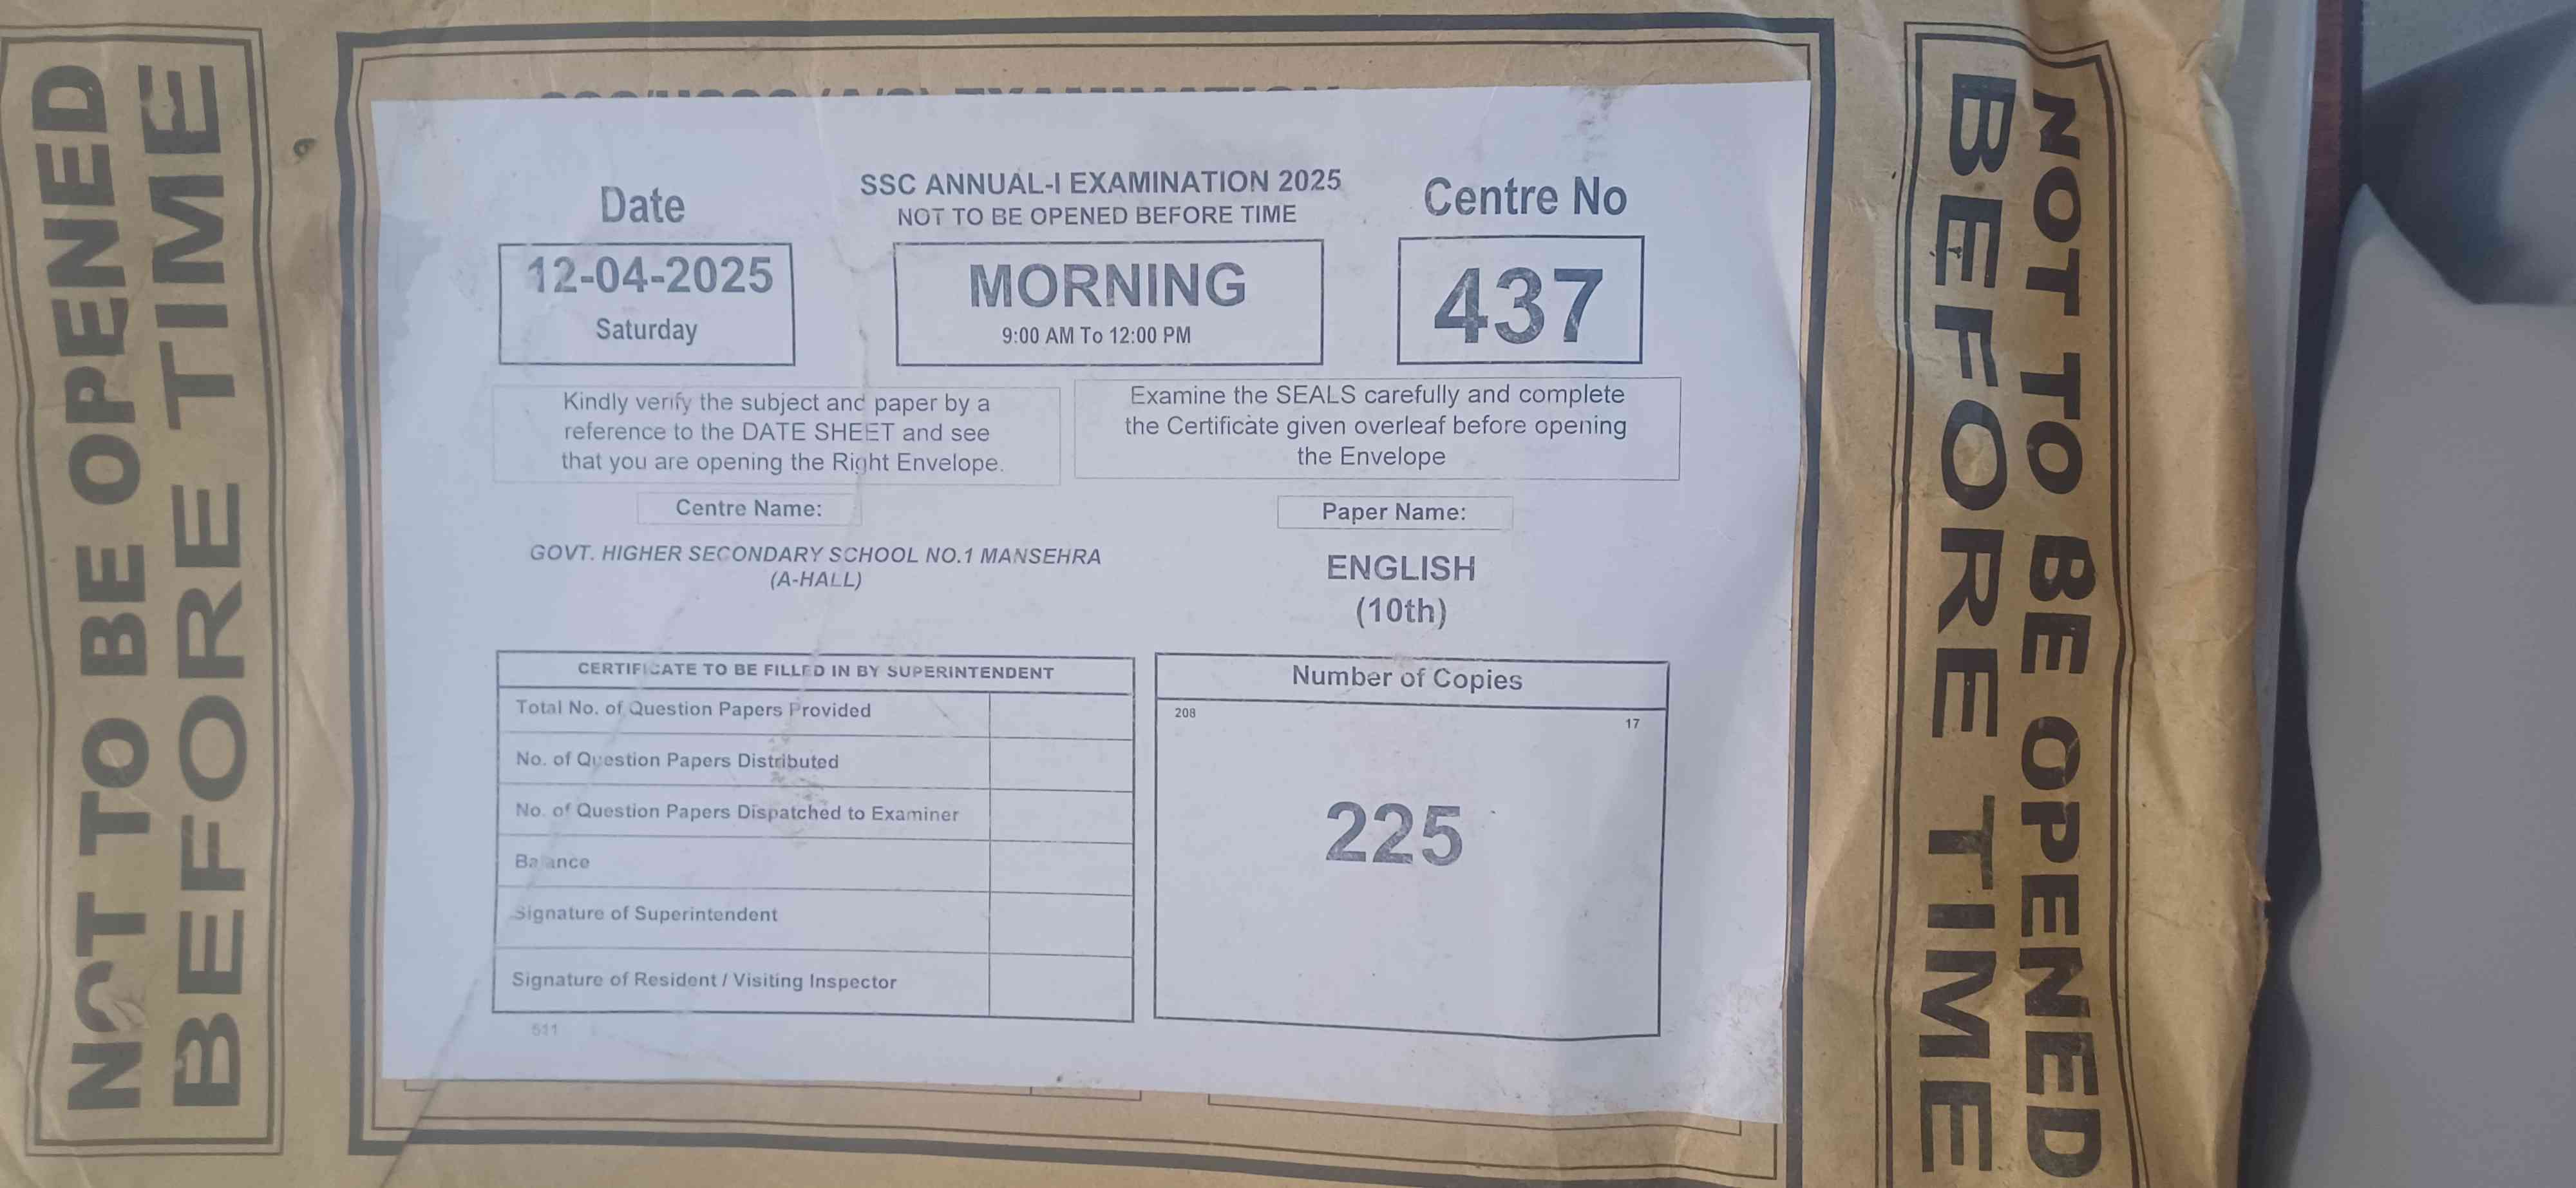 NOT TO BE OPENED
BEFORE TIME
SSC ANNUAL-I EXAMINATION 2025
NOT TO BE OPENED BEFORE TIME
Date
12-04-2025
Saturday
MORNING
9:00 AM To 12:00 PM
Centre No
437
Kindly verify the subject and paper by a
reference to the DATE SHEET and see
that you are opening the Right Envelope.
Examine the SEALS carefully and complete
the Certificate given overleaf before opening
the Envelope
Centre Name:
GOVT. HIGHER SECONDARY SCHOOL NO.1 MANSEHRA
(A-HALL)
Paper Name:
ENGLISH
(10th)
CERTIFICATE TO BE FILLED IN BY SUPERINTENDENT
Total No. of Question Papers Provided
No. of Question Papers Distributed
No. of Question Papers Dispatched to Examiner
Balance
Signature of Superintendent
Signature of Resident / Visiting Inspector
511
Number of Copies
208
17
225
NOT TO BE OPENED
BEFORE TIME